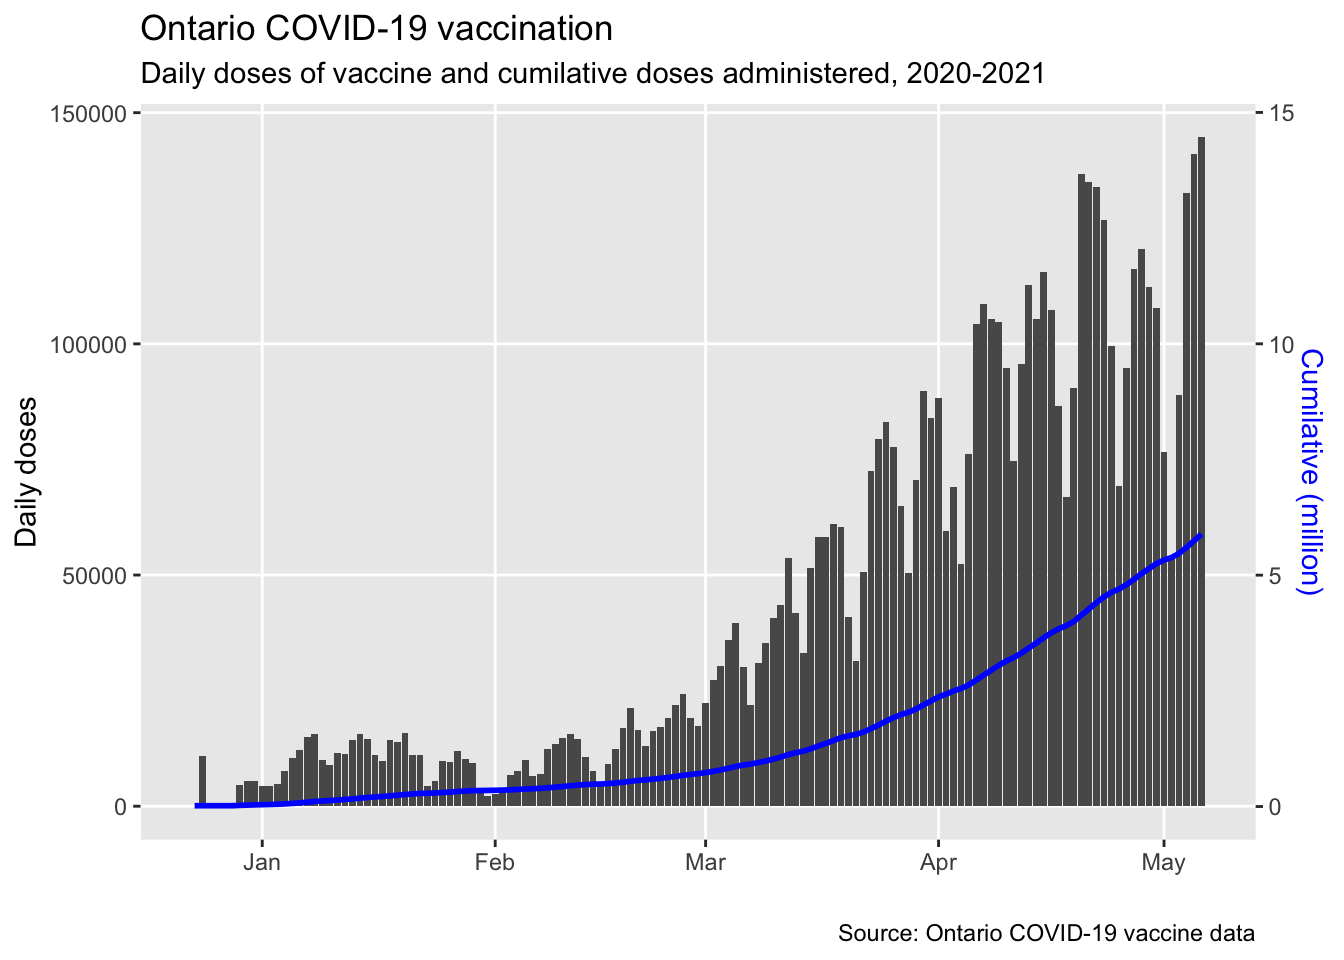 Ontario COVID-19 vaccination
Daily doses of vaccine and cumilative doses administered, 2020-2021
150000
100000
50000
0
Daily doses
15
10
5
0
Cumilative (million)
Jan Feb Mar Apr May
Source: Ontario COVID-19 vaccine data